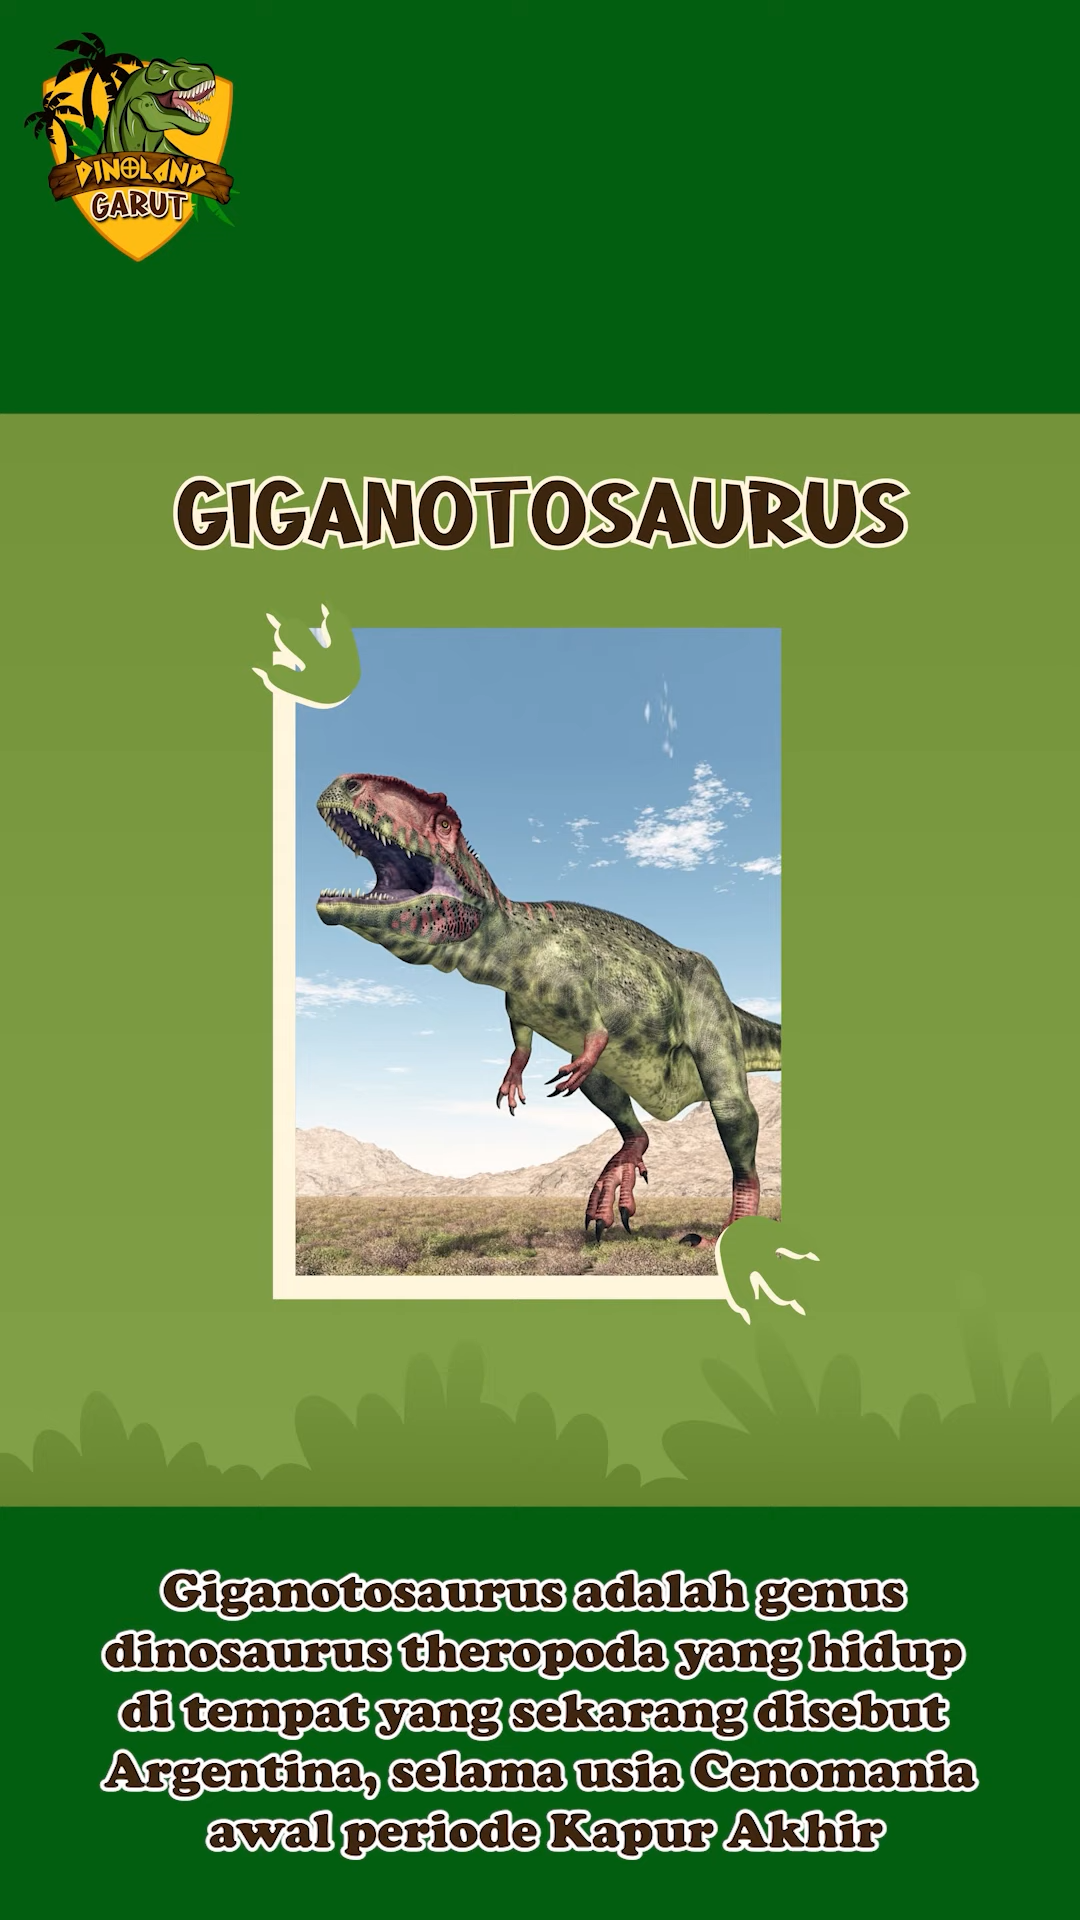 DINOLAND
GARUT
GIGANOTOSAURUS
Giganotosaurus adalah genus
dinosaurus theropoda yang hidup
di tempat yang sekarang disebut
Argentina, selama usia Cenomania
awal periode Kapur Akhir